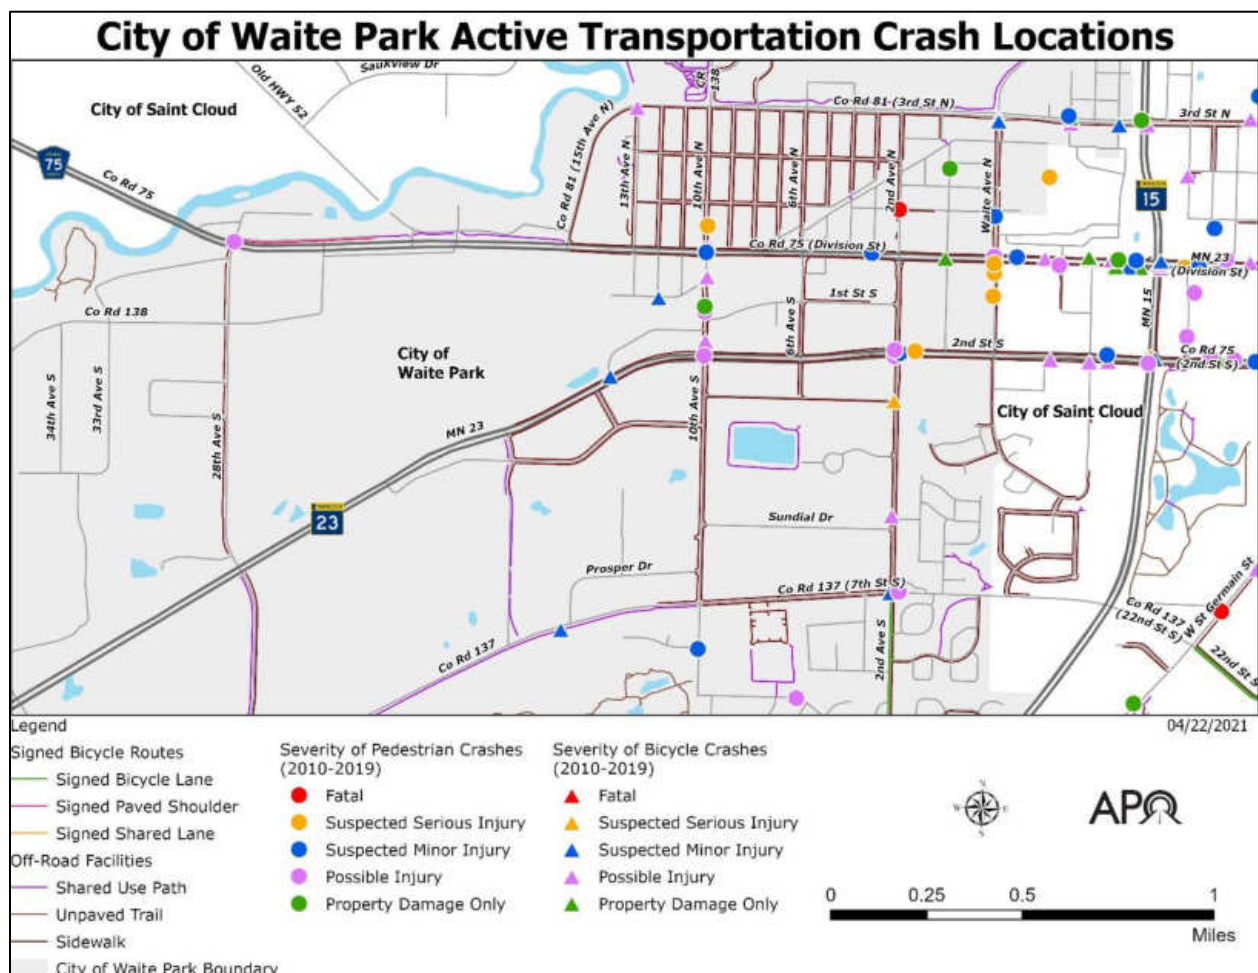 City of Waite Park Active Transportation Crash Locations
Saukview Dr
Old HWY 52
CR 138
City of Saint Cloud
Co Rd 81 (3rd St N)
3rd St N
75
Co Rd 75
Co Rd 81 (15th Ave N)
13th Ave N
10th Ave N
6th Ave N
2nd Ave N
Waite Ave N
15
Co Rd 75 (Division St)
MN 23
(Division St)
Co Rd 138
1st St S
6th Ave S
MN 15
2nd St S
Co Rd 75
(2nd St S)
City of
Waite Park
34th Ave S
33rd Ave S
28th Ave S
10th Ave S
City of Saint Cloud
MN 23
23
Sundial Dr
Prosper Dr
Co Rd 137 (7th St S)
Co Rd 137
(22nd St S)
W St Germain St
Co Rd 137
2nd Ave S
22nd St S
04/22/2021
Legend
Signed Bicycle Routes
Signed Bicycle Lane
Signed Paved Shoulder
Signed Shared Lane
Off-Road Facilities
Shared Use Path
Unpaved Trail
Sidewalk
City of Waite Park Boundary
Severity of Pedestrian Crashes
(2010-2019)
Fatal
Suspected Serious Injury
Suspected Minor Injury
Possible Injury
Property Damage Only
Severity of Bicycle Crashes
(2010-2019)
Fatal
Suspected Serious Injury
Suspected Minor Injury
Possible Injury
Property Damage Only
N
W E
S
APO
0 0.25 0.5 1
Miles